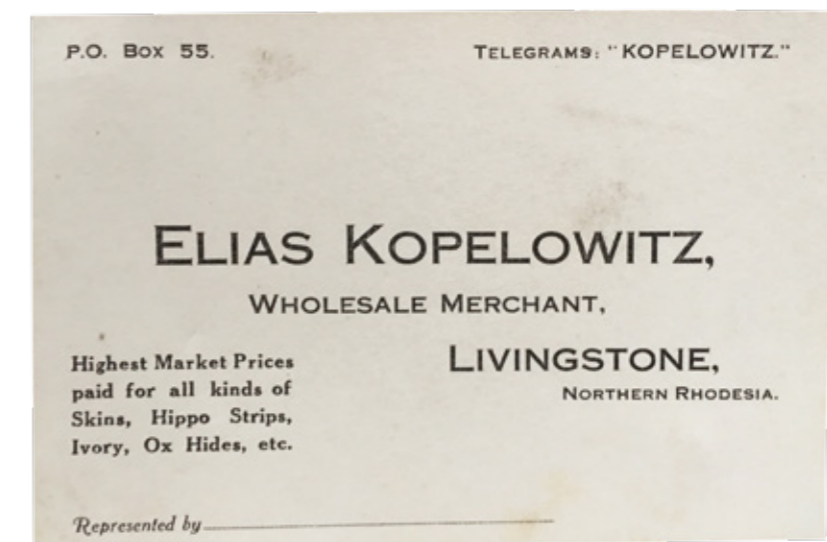 P.O. Box 55.
TELEGRAMS: "KOPELOWITZ."
ELIAS KOPELOWITZ,
WHOLESALE MERCHANT,
LIVINGSTONE,
NORTHERN RHODESIA.
Highest Market Prices
paid for all kinds of
Skins, Hippo Strips,
Ivory, Ox Hides, etc.
Represented by